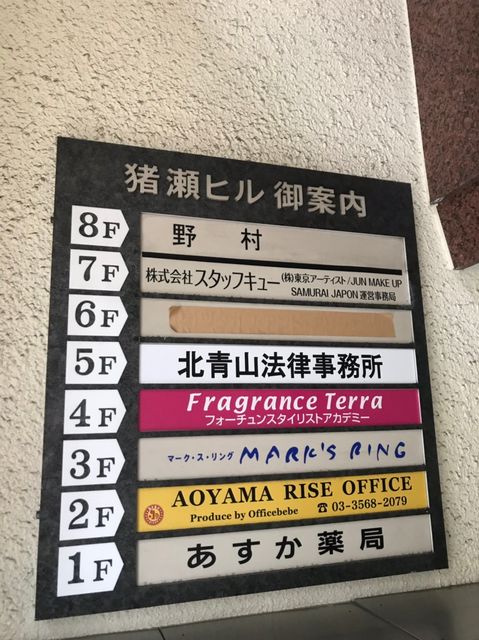 猪瀬ヒル 御案内
8F 野村
7F 株式会社 スタッフキュー (株)東京アーティスト/JUN MAKE UP
SAMURAI JAPON 運営事務局
6F
5F 北青山法律事務所
4F Fragrance Terra
フォーチュンスタイリストアカデミー
3F マーク・ス・リング MARK'S RING
2F AOYAMA RISE OFFICE
Produce by Officebebe ☎ 03-3568-2079
1F あすか薬局